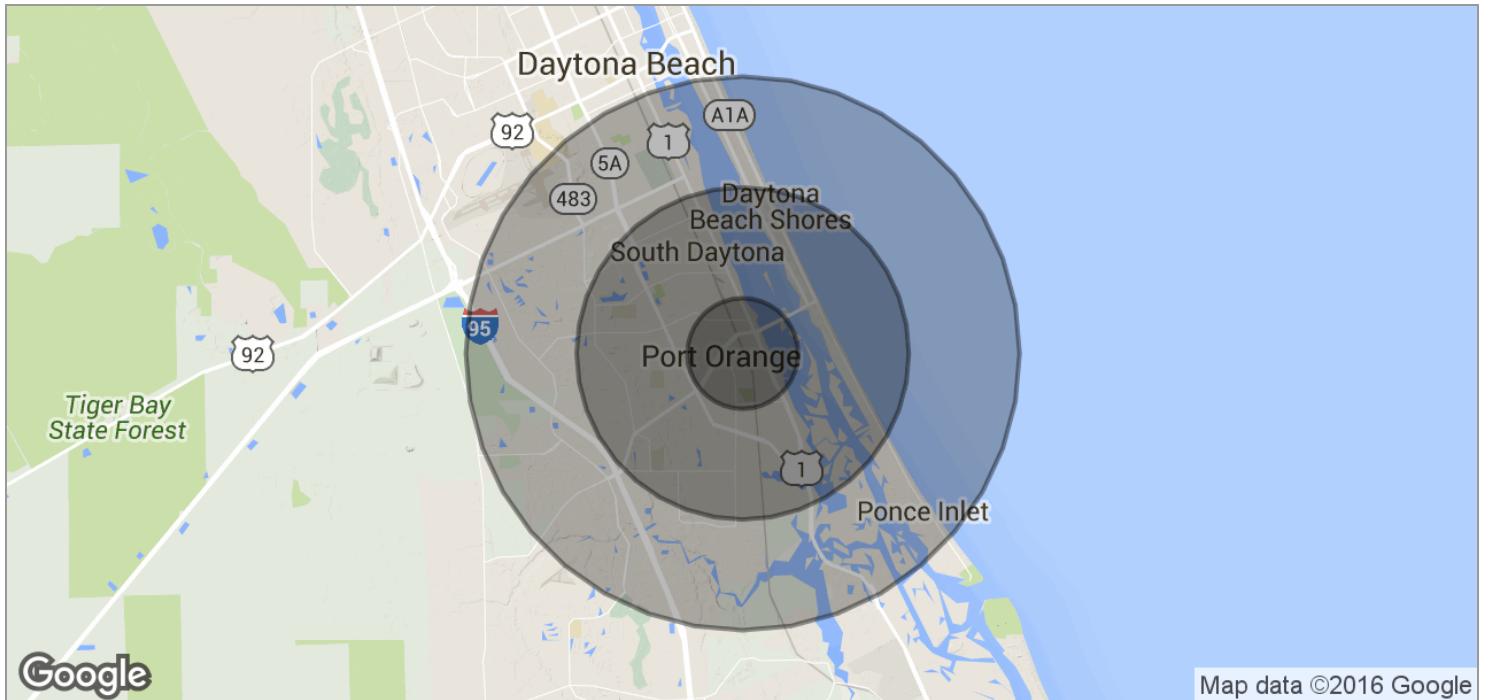 Daytona Beach
A1A
92
1
5A
483
Daytona
Beach Shores
South Daytona
95
92
Port Orange
Tiger Bay
State Forest
1
Ponce Inlet
Google
Map data ©2016 Google